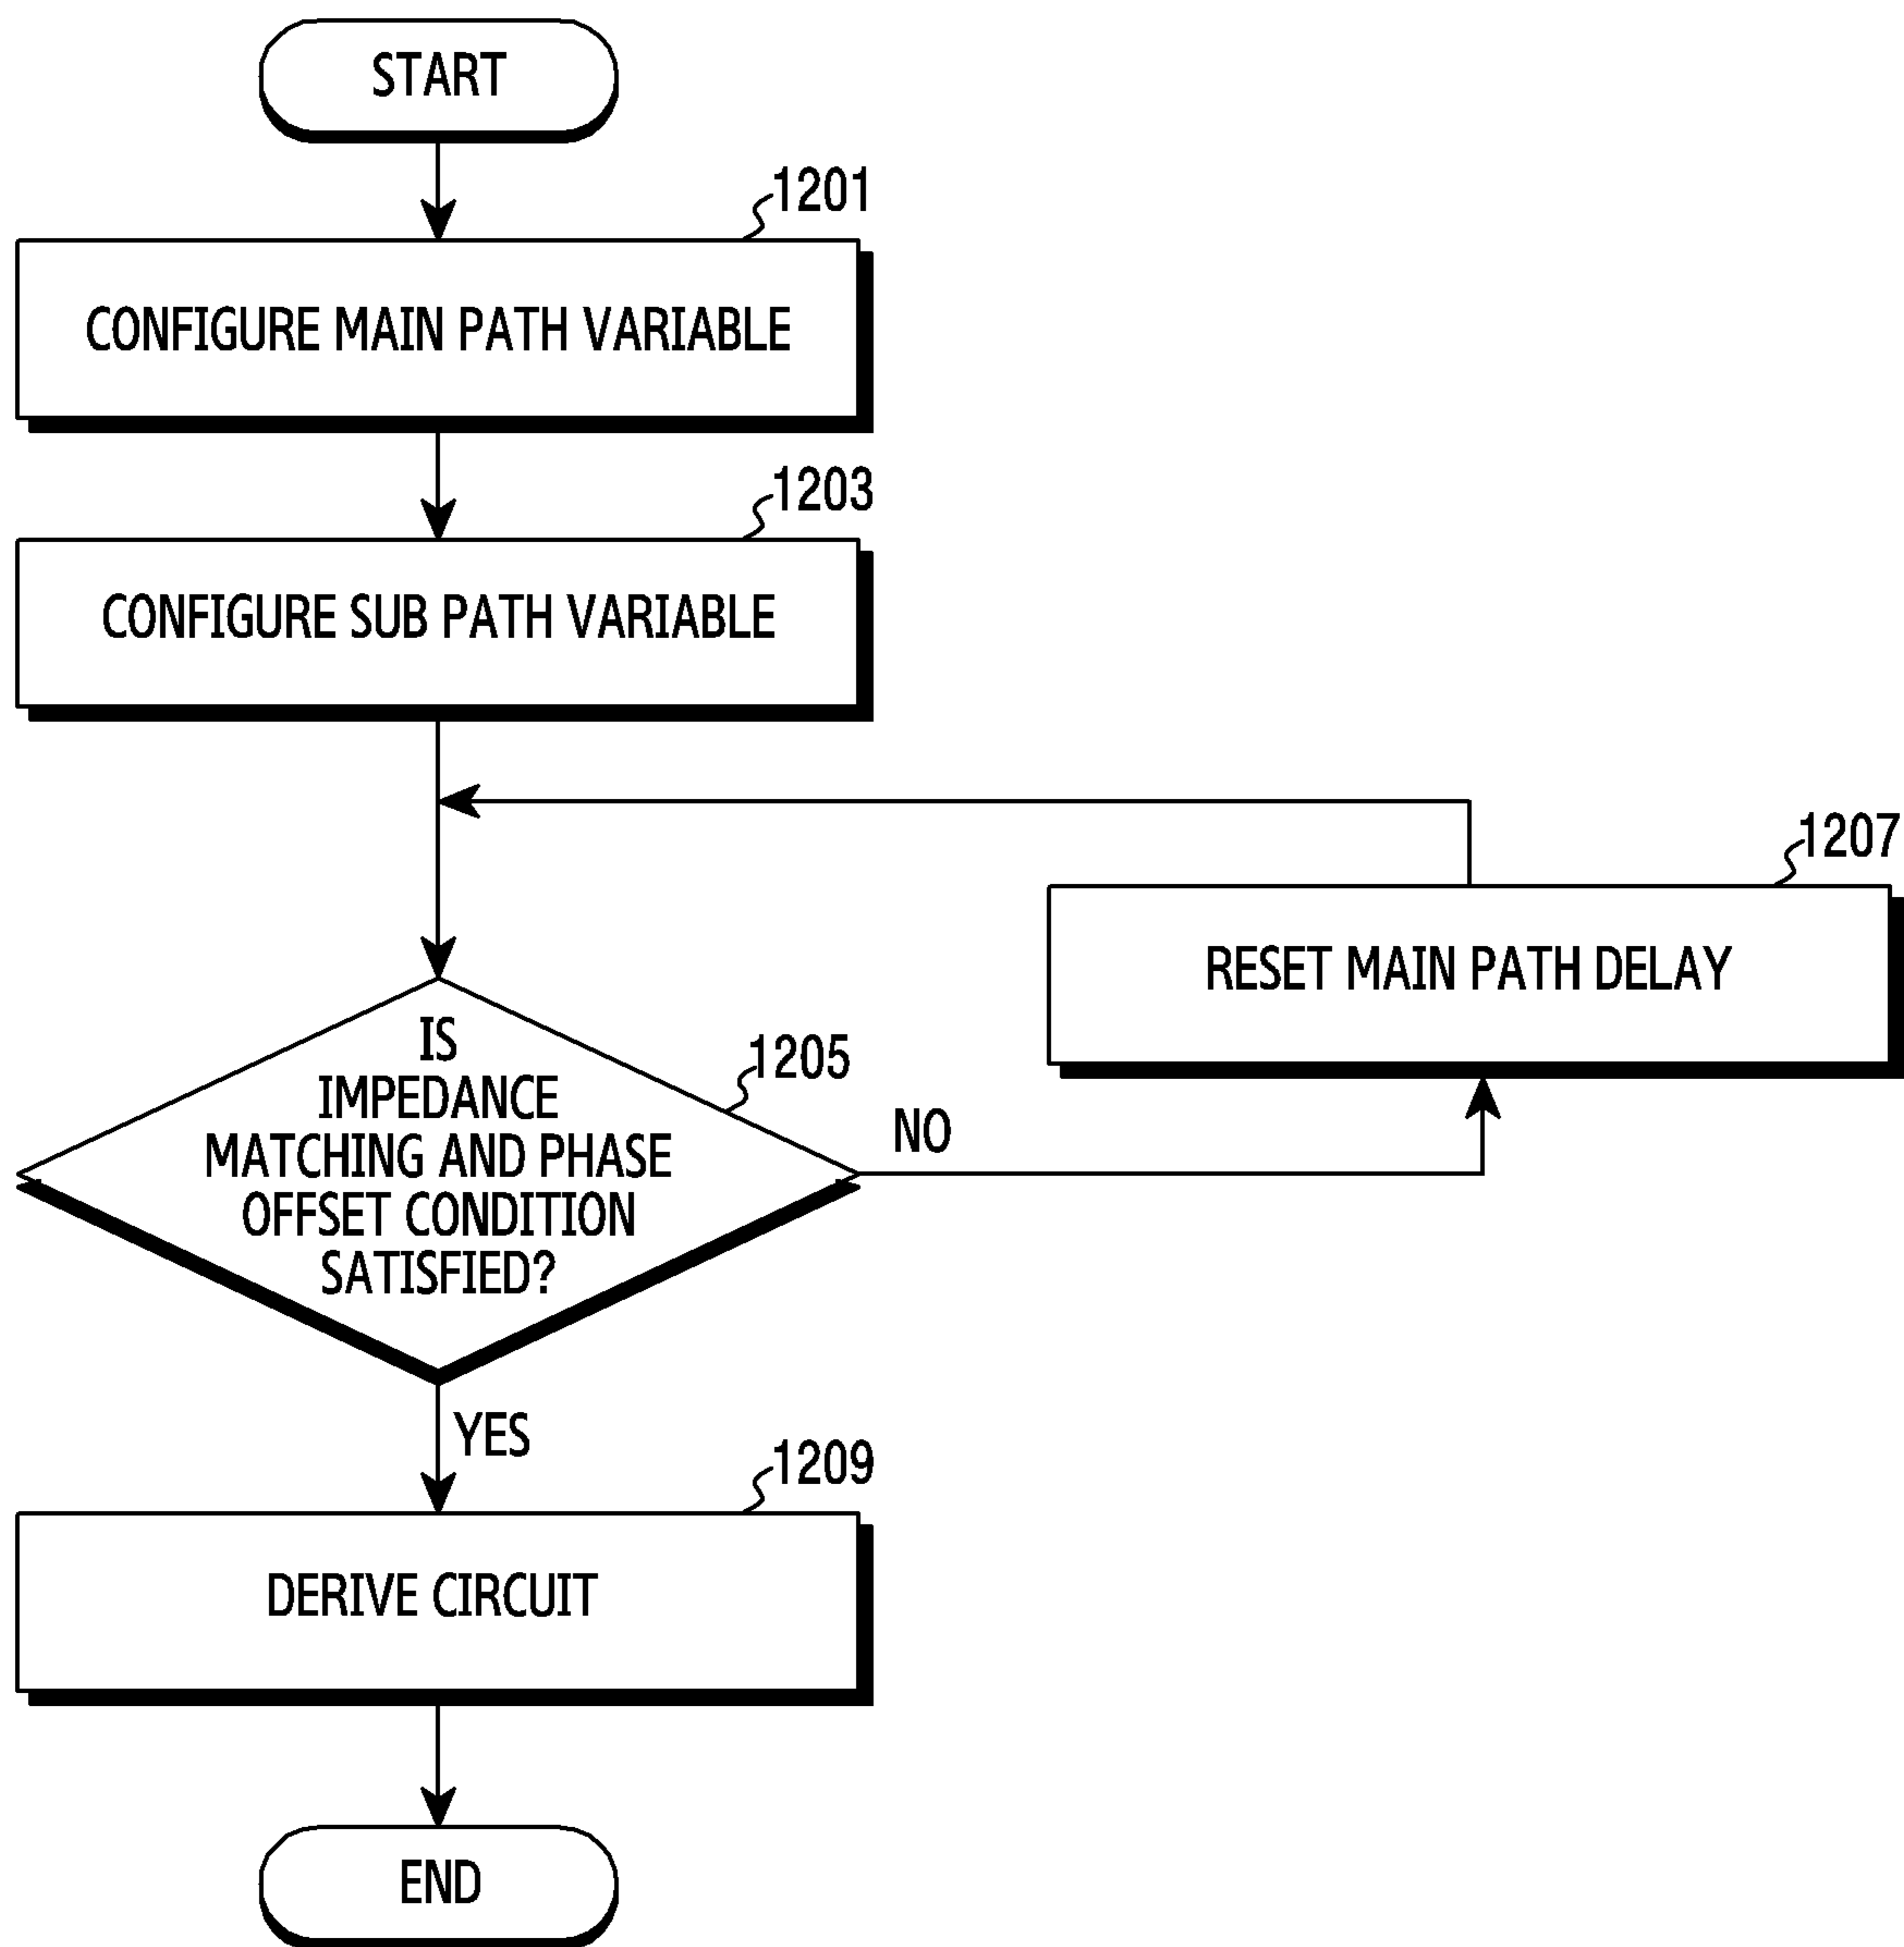 START
1201
CONFIGURE MAIN PATH VARIABLE
1203
CONFIGURE SUB PATH VARIABLE
1207
RESET MAIN PATH DELAY
1205
IS
IMPEDANCE
MATCHING AND PHASE
OFFSET CONDITION
SATISFIED?
NO
YES
1209
DERIVE CIRCUIT
END